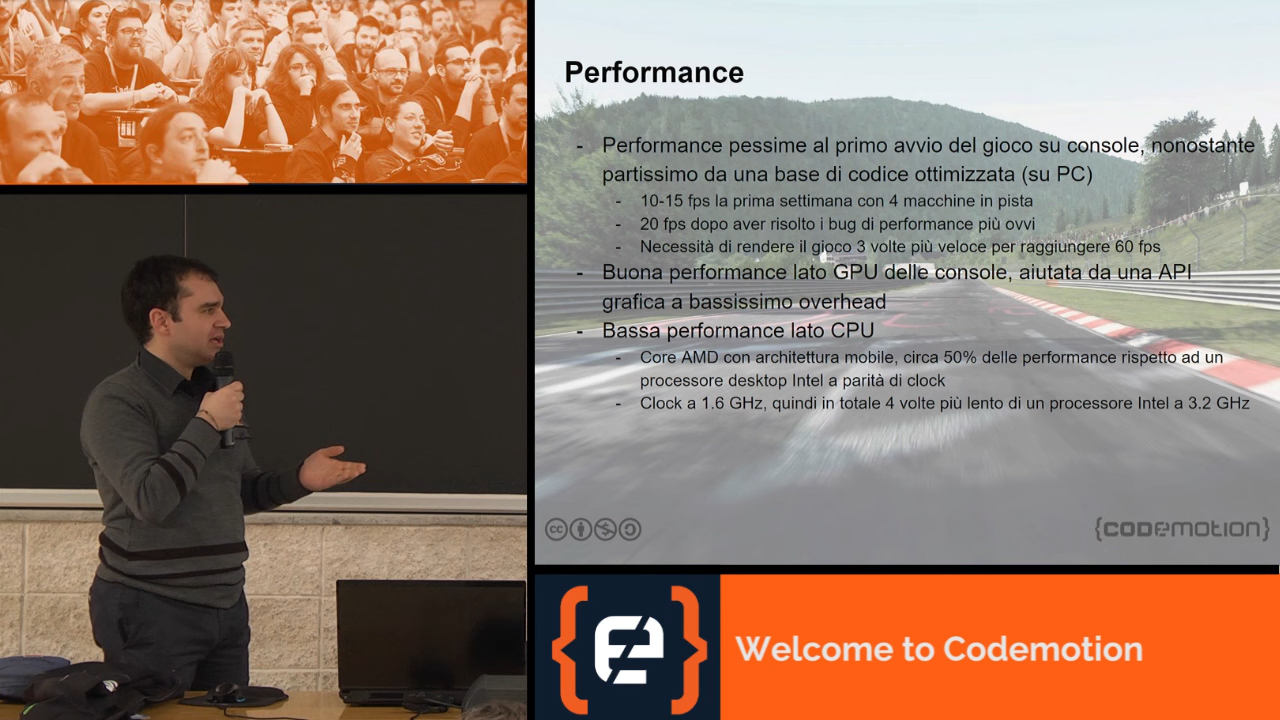 Performance
- Performance pessime al primo avvio del gioco su console, nonostante
partissimo da una base di codice ottimizzata (su PC)
- 10-15 fps la prima settimana con 4 macchine in pista
- 20 fps dopo aver risolto i bug di performance più ovvi
- Necessità di rendere il gioco 3 volte più veloce per raggiungere 60 fps
- Buona performance lato GPU delle console, aiutata da una API
grafica a bassissimo overhead
- Bassa performance lato CPU
- Core AMD con architettura mobile, circa 50% delle performance rispetto ad un
processore desktop Intel a parità di clock
- Clock a 1.6 GHz, quindi in totale 4 volte più lento di un processore Intel a 3.2 GHz
cc
{codemotion}
Welcome to Codemotion